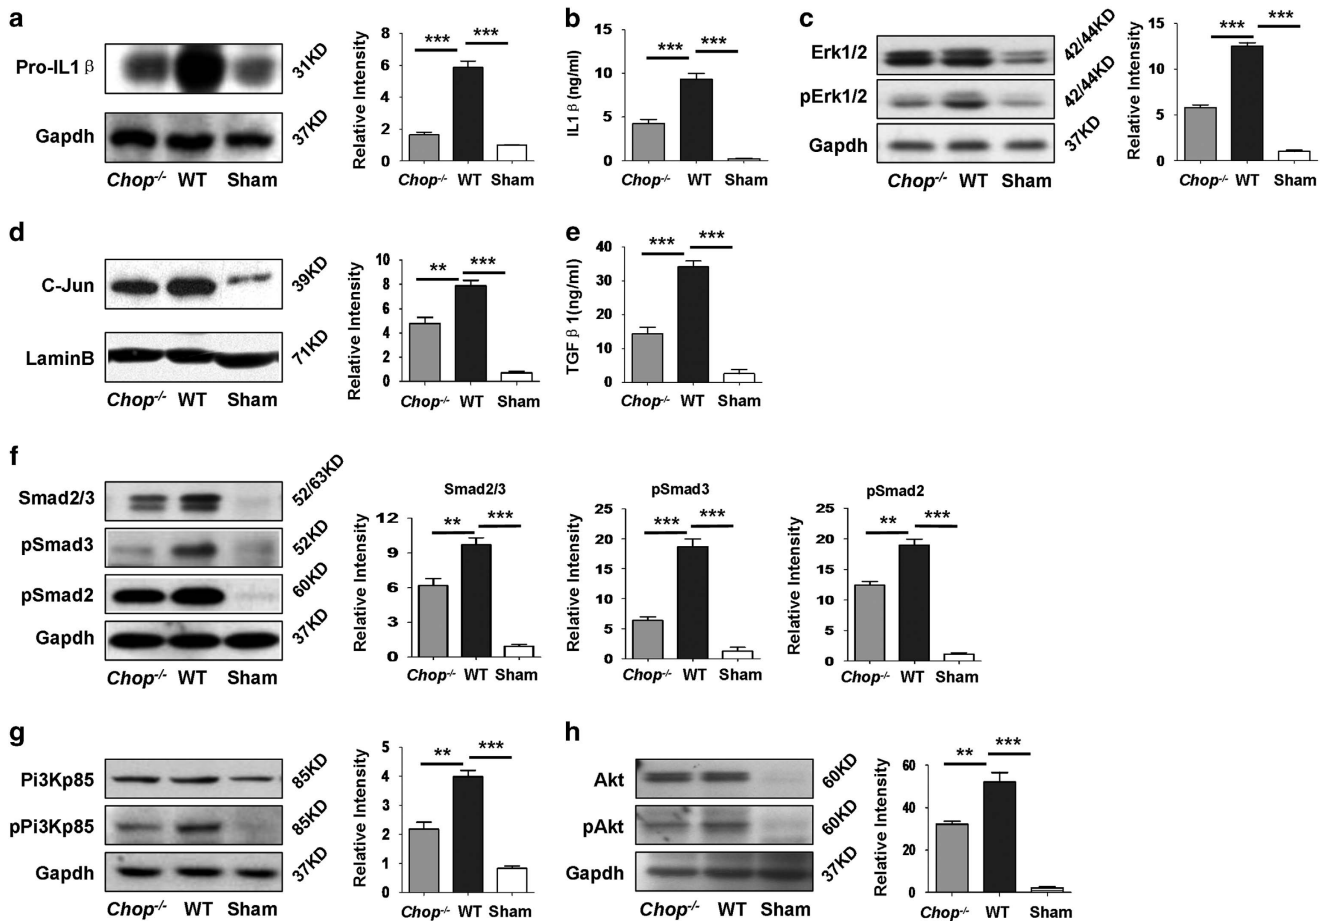 a
Pro-IL1 β
31KD
Gapdh
37KD
Chop-/- WT Sham
Relative Intensity
8
6
4
2
0
*** ***
Chop-/- WT Sham
b
IL1 β (ng/ml)
15
10
5
0
*** ***
Chop-/- WT Sham
c
Erk1/2
42/44KD
pErk1/2
42/44KD
Gapdh
37KD
Chop-/- WT Sham
Relative Intensity
15
10
5
0
*** ***
Chop-/- WT Sham
d
C-Jun
39KD
LaminB
71KD
Chop-/- WT Sham
Relative Intensity
10
8
6
4
2
0
** ***
Chop-/- WT Sham
e
TGF β 1(ng/ml)
40
30
20
10
0
*** ***
Chop-/- WT Sham
f
Smad2/3
52/63KD
pSmad3
52KD
pSmad2
60KD
Gapdh
37KD
Chop-/- WT Sham
Smad2/3
Relative Intensity
12
9
6
3
0
** ***
Chop-/- WT Sham
pSmad3
Relative Intensity
25
20
15
10
5
0
*** ***
Chop-/- WT Sham
pSmad2
Relative Intensity
25
20
15
10
5
0
** ***
Chop-/- WT Sham
g
Pi3Kp85
85KD
pPi3Kp85
85KD
Gapdh
37KD
Chop-/- WT Sham
Relative Intensity
5
4
3
2
1
0
** ***
Chop-/- WT Sham
h
Akt
60KD
pAkt
60KD
Gapdh
37KD
Chop-/- WT Sham
Relative Intensity
60
40
20
0
** ***
Chop-/- WT Sham